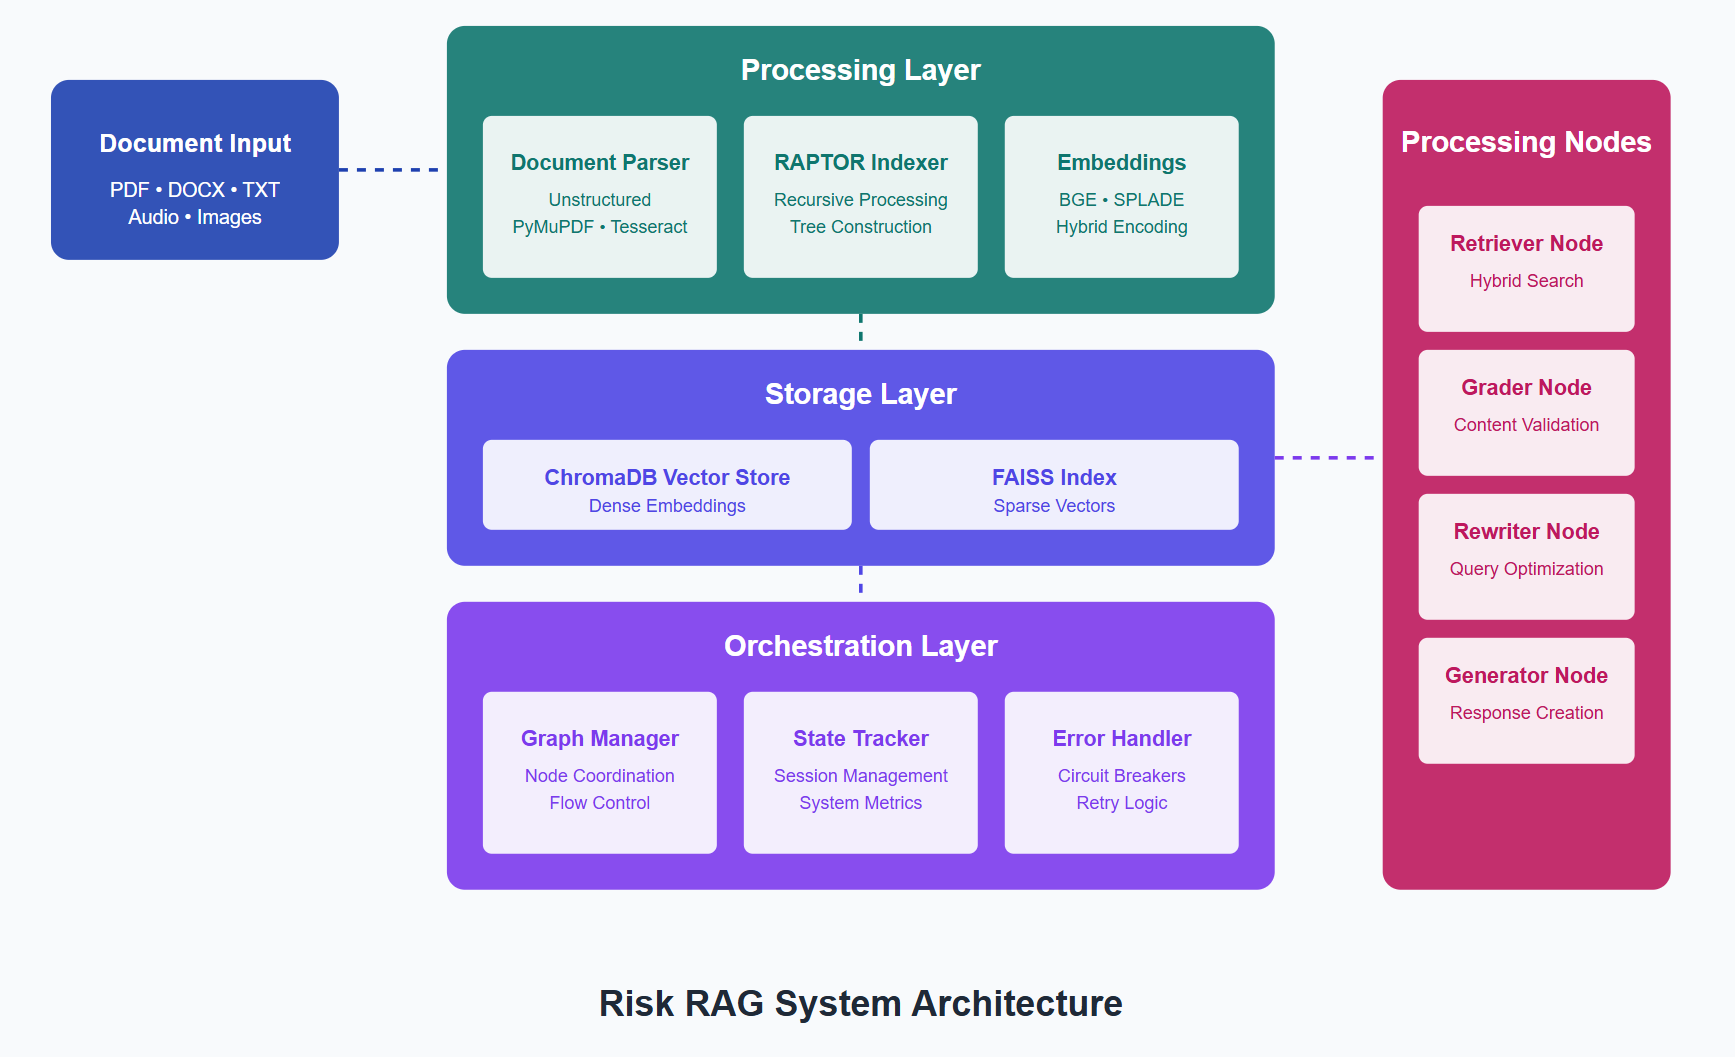 Document Input
PDF • DOCX • TXT
Audio • Images
Processing Layer
Document Parser
Unstructured
PyMuPDF • Tesseract
RAPTOR Indexer
Recursive Processing
Tree Construction
Embeddings
BGE • SPLADE
Hybrid Encoding
Storage Layer
ChromaDB Vector Store
Dense Embeddings
FAISS Index
Sparse Vectors
Orchestration Layer
Graph Manager
Node Coordination
Flow Control
State Tracker
Session Management
System Metrics
Error Handler
Circuit Breakers
Retry Logic
Processing Nodes
Retriever Node
Hybrid Search
Grader Node
Content Validation
Rewriter Node
Query Optimization
Generator Node
Response Creation
Risk RAG System Architecture